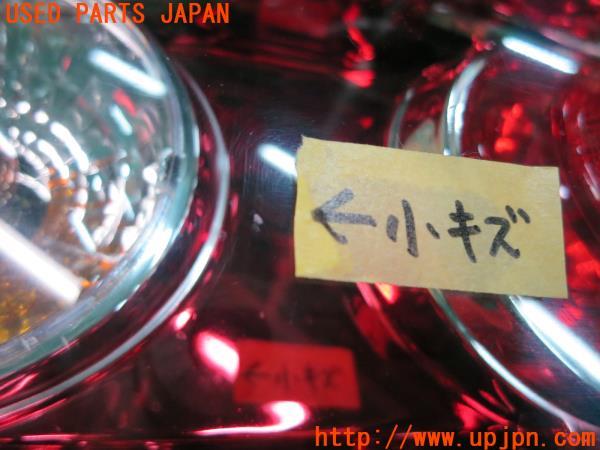 USED PARTS JAPAN
←小キズ
←小キズ
http://www.upjpn.com